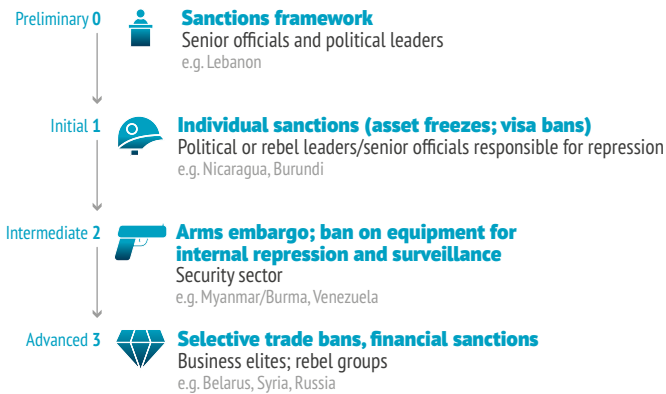 Preliminary 0
Sanctions framework
Senior officials and political leaders
e.g. Lebanon
Initial 1
Individual sanctions (asset freezes; visa bans)
Political or rebel leaders/senior officials responsible for repression
e.g. Nicaragua, Burundi
Intermediate 2
Arms embargo; ban on equipment for
internal repression and surveillance
Security sector
e.g. Myanmar/Burma, Venezuela
Advanced 3
Selective trade bans, financial sanctions
Business elites; rebel groups
e.g. Belarus, Syria, Russia